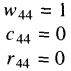 w₄₄ = 1
c₄₄ = 0
r₄₄ = 0